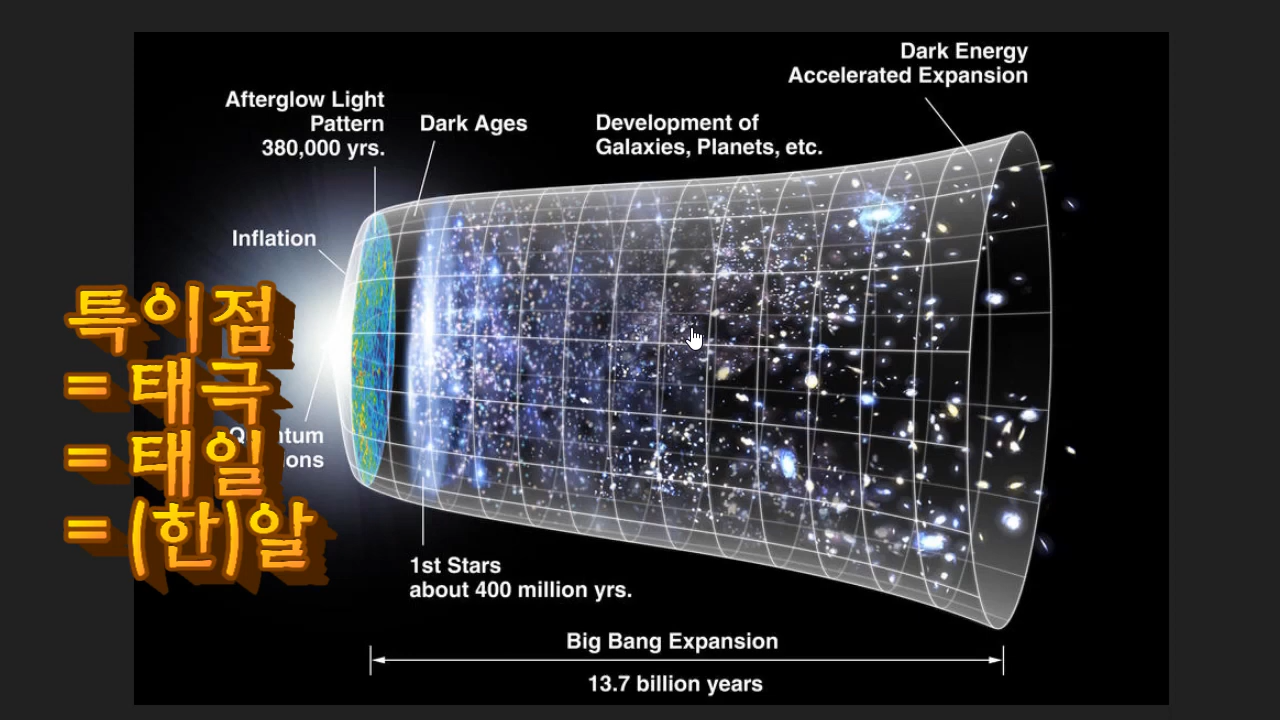 Dark Energy
Accelerated Expansion
Afterglow Light
Pattern
380,000 yrs.
Dark Ages
Development of
Galaxies, Planets, etc.
Inflation
특이점
= 태극
= 태일
= (한)알
1st Stars
about 400 million yrs.
Big Bang Expansion
13.7 billion years